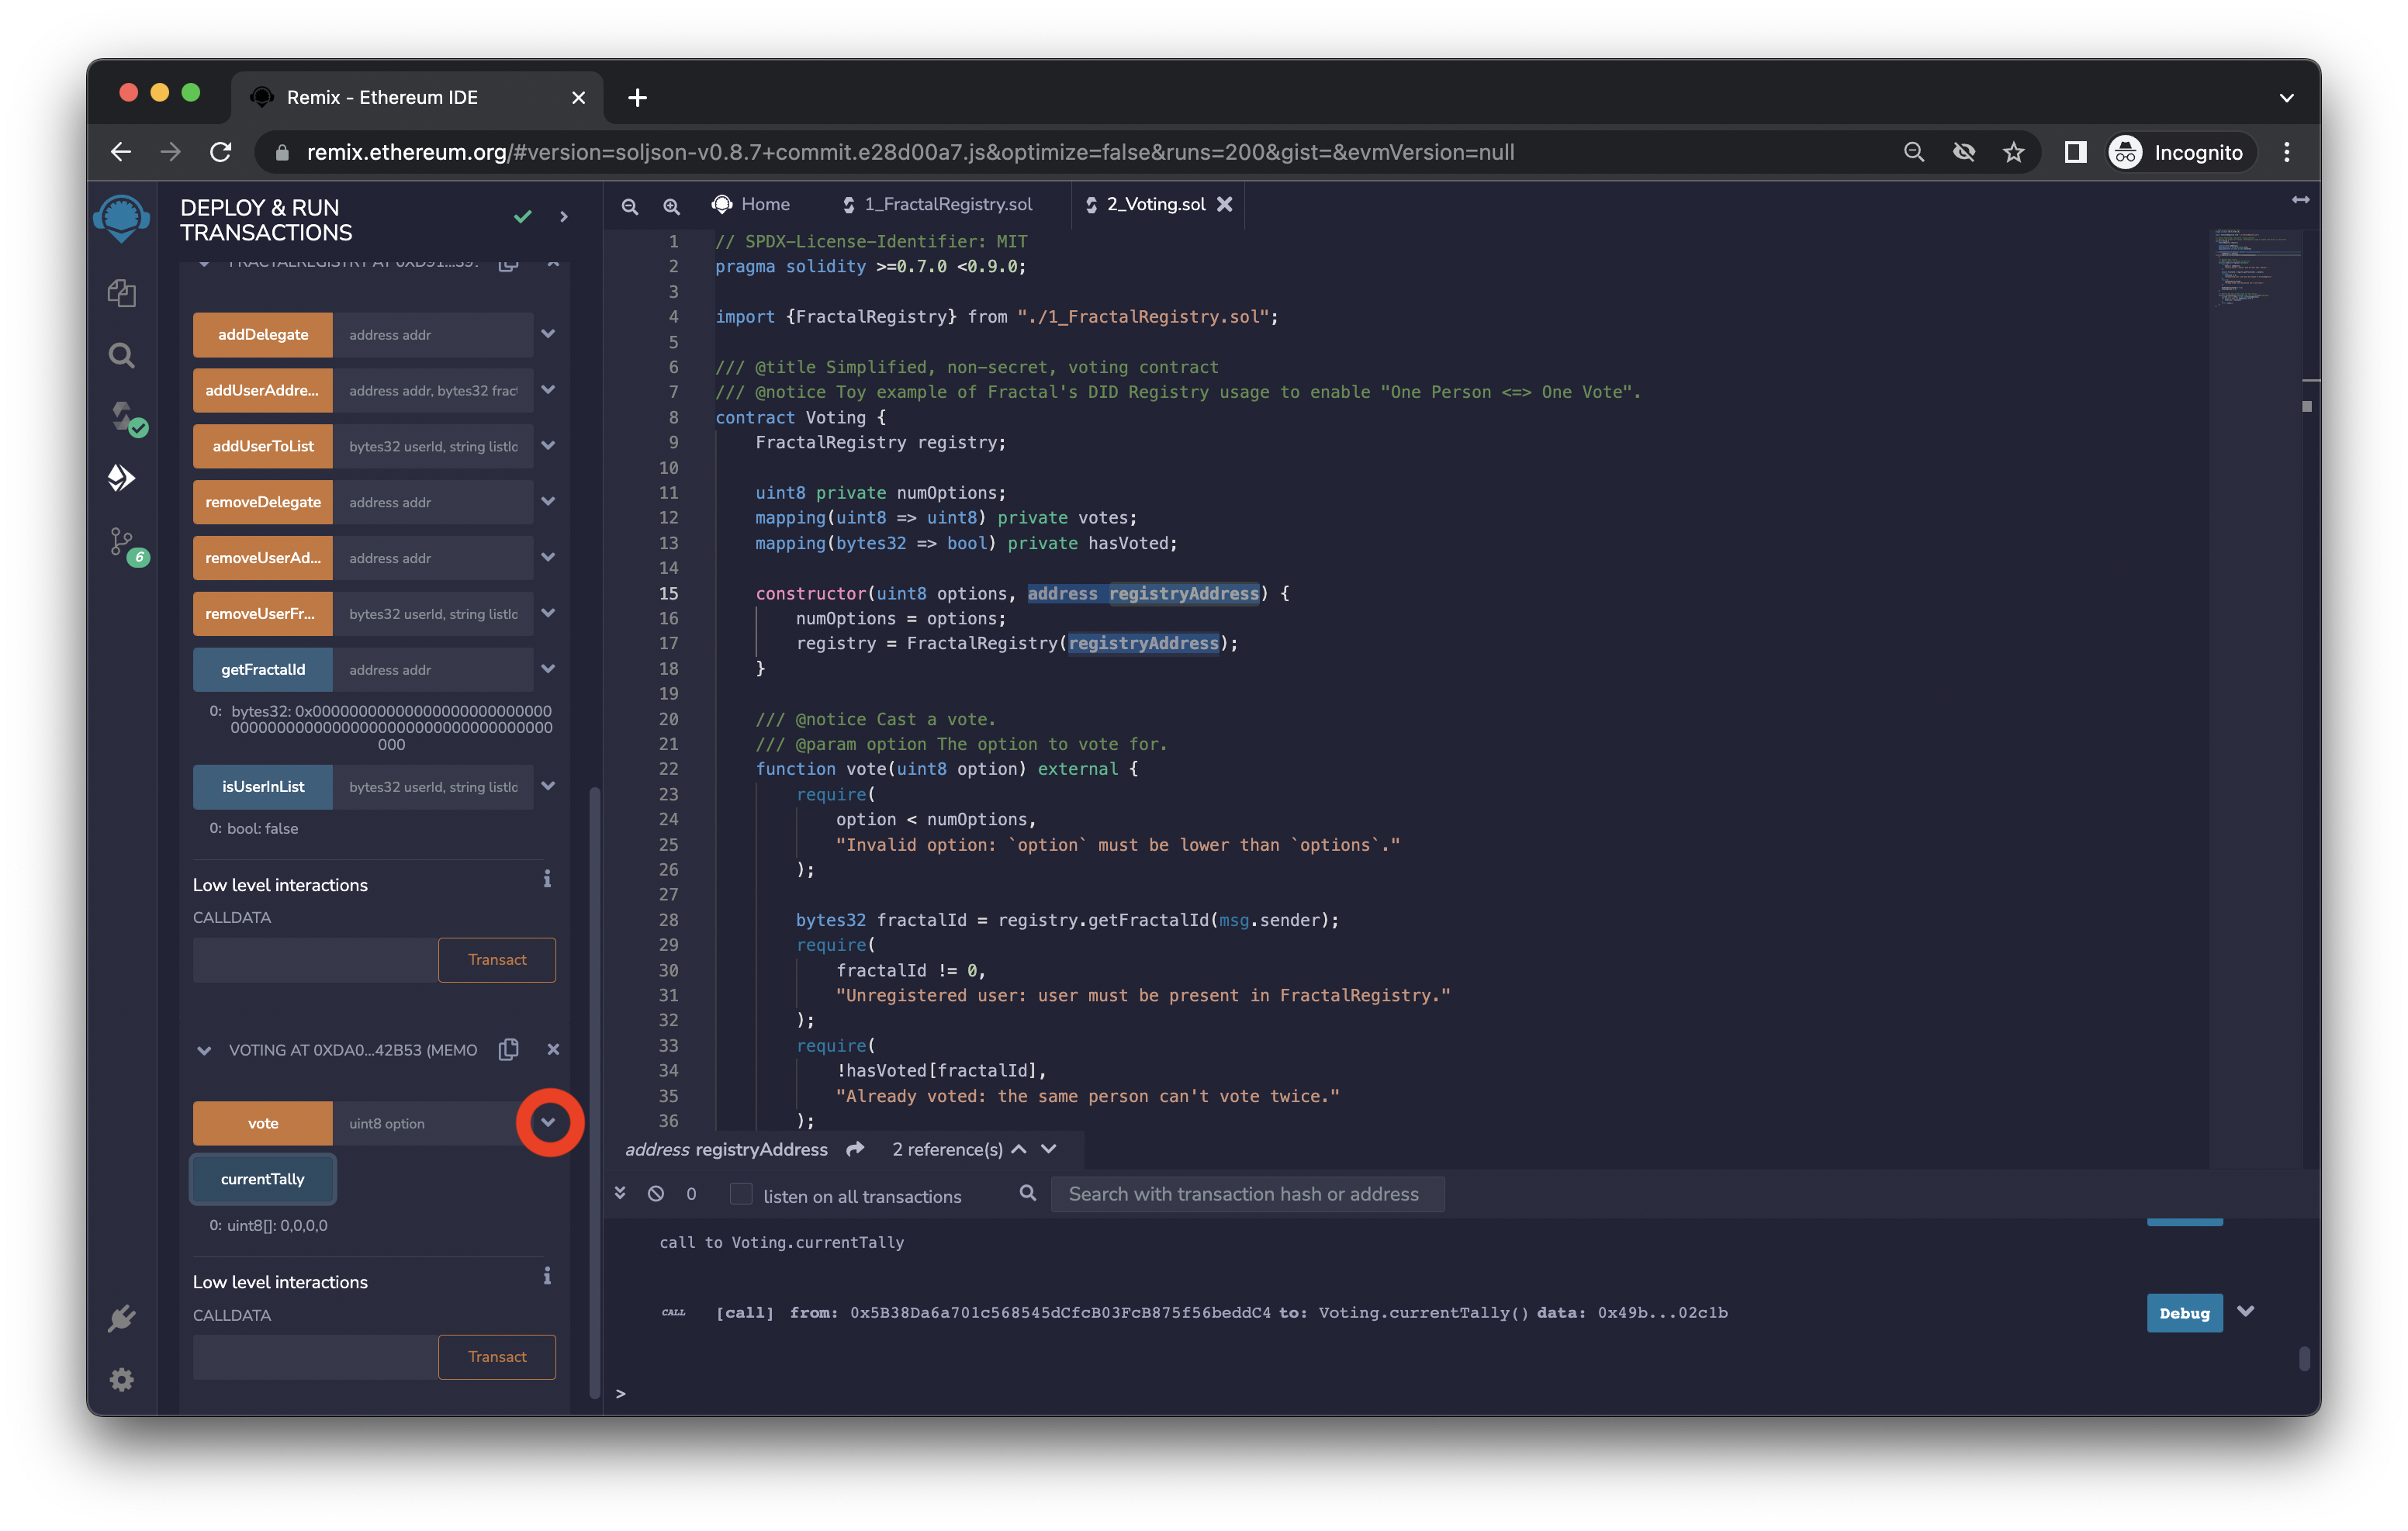 Remix - Ethereum IDE
remix.ethereum.org/#version=soljson-v0.8.7+commit.e28d00a7.js&optimize=false&runs=200&gist=&evmVersion=null
Incognito
DEPLOY & RUN
TRANSACTIONS
FRACTALREGISTRY AT 0XD91...39:
addDelegate address addr
addUserAddre... address addr, bytes32 fract
addUserToList bytes32 userId, string listId
removeDelegate address addr
removeUserAd... address addr
removeUserFr... bytes32 userId, string listId
getFractalId address addr
0: bytes32: 0x00000000000000000000000000
00000000000000000000000000000000000
000
isUserInList bytes32 userId, string listId
0: bool: false
Low level interactions
CALLDATA
Transact
VOTING AT 0XDA0...42B53 (MEMO
vote uint8 option
currentTally
0: uint8[]: 0,0,0,0
Low level interactions
CALLDATA
Transact
6
Home 1_FractalRegistry.sol 2_Voting.sol
1 // SPDX-License-Identifier: MIT
2 pragma solidity >=0.7.0 <0.9.0;
3
4 import {FractalRegistry} from "./1_FractalRegistry.sol";
5
6 /// @title Simplified, non-secret, voting contract
7 /// @notice Toy example of Fractal's DID Registry usage to enable "One Person <=> One Vote".
8 contract Voting {
9 FractalRegistry registry;
10
11 uint8 private numOptions;
12 mapping(uint8 => uint8) private votes;
13 mapping(bytes32 => bool) private hasVoted;
14
15 constructor(uint8 options, address registryAddress) {
16 numOptions = options;
17 registry = FractalRegistry(registryAddress);
18 }
19
20 /// @notice Cast a vote.
21 /// @param option The option to vote for.
22 function vote(uint8 option) external {
23 require(
24 option < numOptions,
25 "Invalid option: `option` must be lower than `options`."
26 );
27
28 bytes32 fractalId = registry.getFractalId(msg.sender);
29 require(
30 fractalId != 0,
31 "Unregistered user: user must be present in FractalRegistry."
32 );
33 require(
34 !hasVoted[fractalId],
35 "Already voted: the same person can't vote twice."
36 );
address registryAddress 2 reference(s)
0 listen on all transactions Search with transaction hash or address
call to Voting.currentTally
CALL [call] from: 0x5B38Da6a701c568545dCfcB03FcB875f56beddC4 to: Voting.currentTally() data: 0x49b...02c1b Debug
>